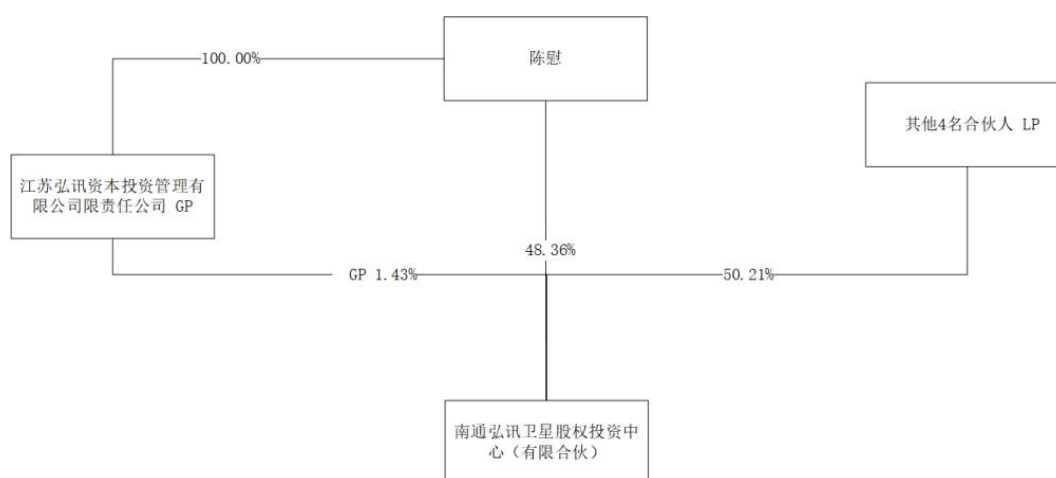 陈慰
100.00%
其他4名合伙人 LP
江苏弘讯资本投资管理有
限公司限责任公司 GP
48.36%
GP 1.43%
50.21%
南通弘讯卫星股权投资中
心（有限合伙）